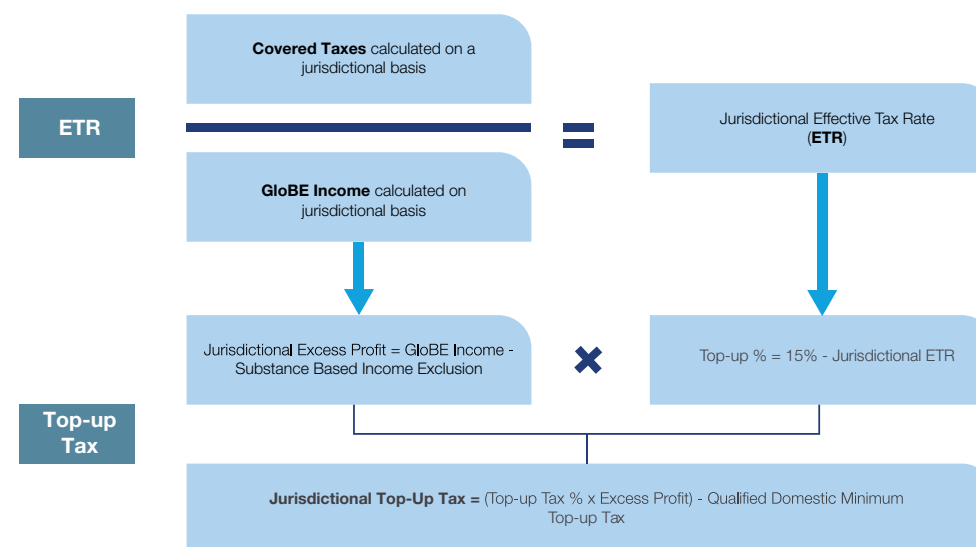 Covered Taxes calculated on a
jurisdictional basis
ETR
=
Jurisdictional Effective Tax Rate
(ETR)
GloBE Income calculated on
jurisdictional basis
Jurisdictional Excess Profit = GloBE Income -
Substance Based Income Exclusion
×
Top-up % = 15% - Jurisdictional ETR
Top-up
Tax
Jurisdictional Top-Up Tax = (Top-up Tax % x Excess Profit) - Qualified Domestic Minimum
Top-up Tax